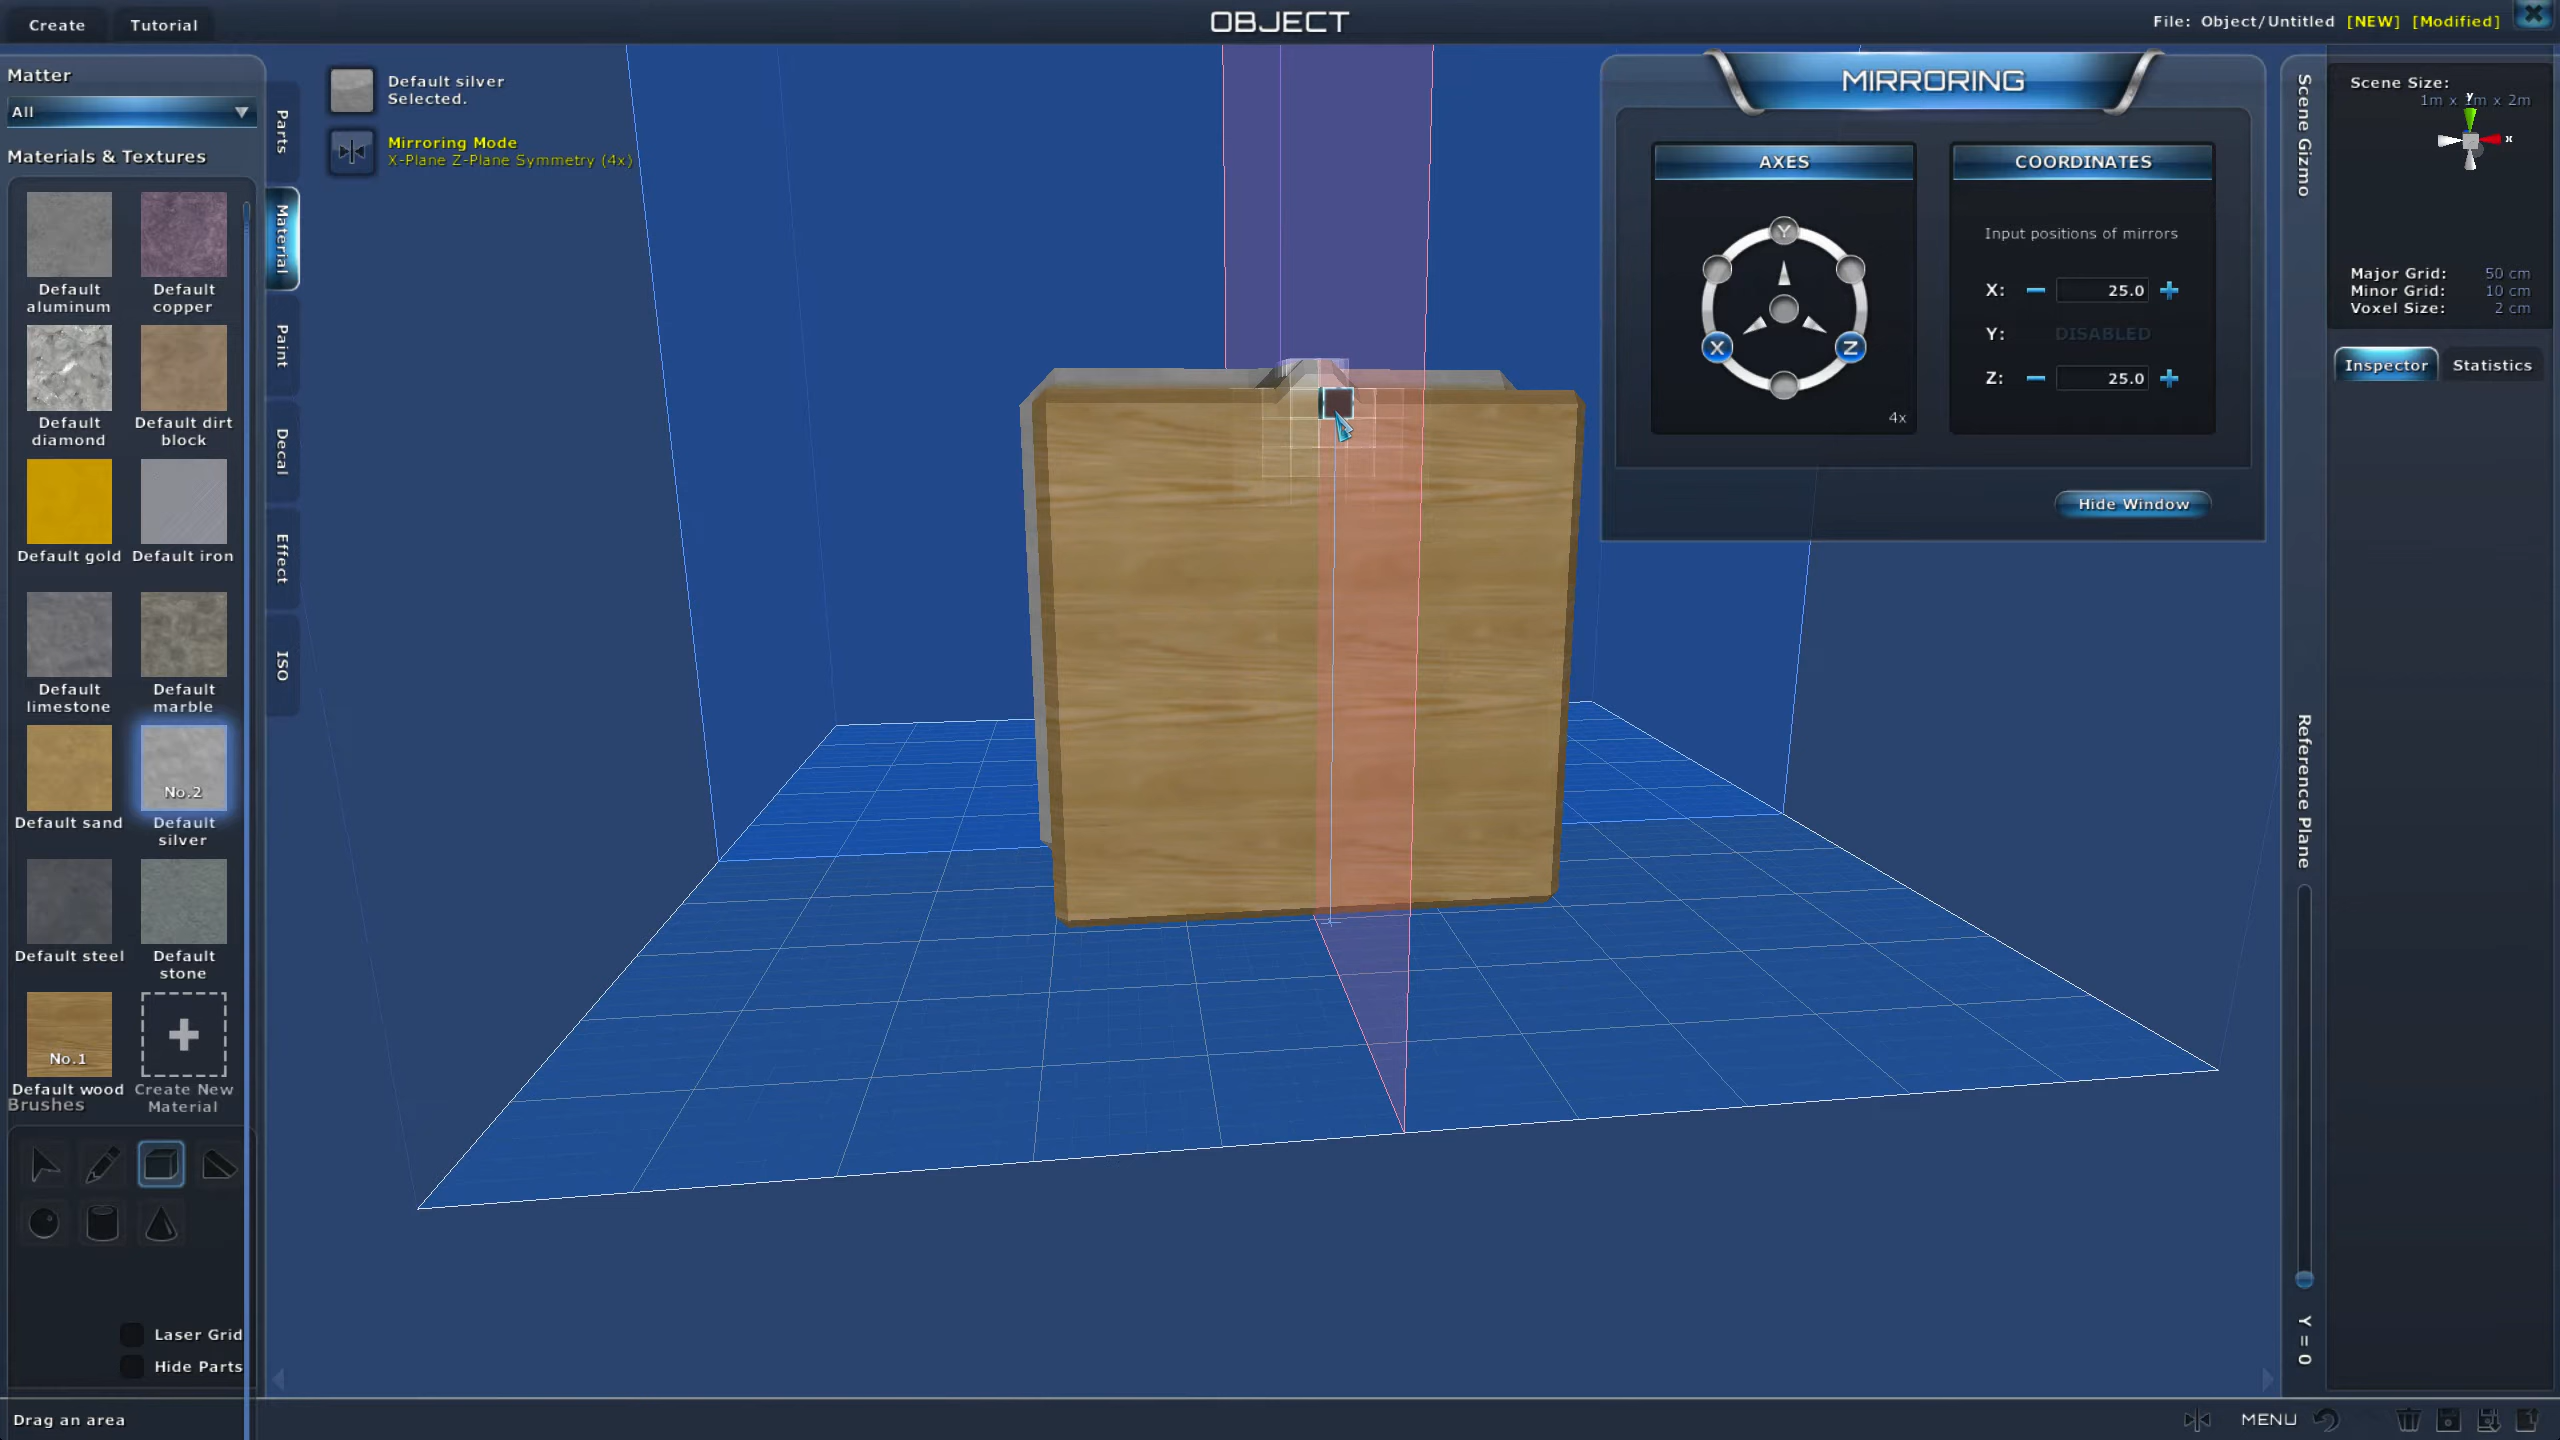 Create
Tutorial
OBJECT
File: Object/Untitled [NEW] [Modified]
Matter
All
Materials & Textures
Default aluminum
Default copper
Default diamond
Default dirt block
Default gold
Default iron
Default limestone
Default marble
Default sand
No.2
Default silver
Default steel
Default stone
No.1
Default wood
Create New Material
Brushes
Laser Grid
Hide Parts
Drag an area
Parts
Material
Paint
Decal
Effect
ISO
Default silver
Selected.
Mirroring Mode
X-Plane Z-Plane Symmetry (4x)
MIRRORING
AXES
Y
X
Z
4x
COORDINATES
Input positions of mirrors
X: 25.0
Y: DISABLED
Z: 25.0
Hide Window
Scene Gizmo
Reference Plane
Y = 0
Scene Size:
1m x 1m x 2m
y
x
Major Grid: 50 cm
Minor Grid: 10 cm
Voxel Size: 2 cm
Inspector
Statistics
MENU